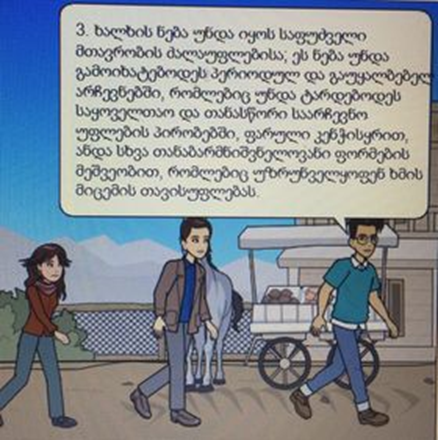 3. ხალხის ნება უნდა იყოს საფუძველი
მთავრობის ძალაუფლებისა; ეს ნება უნდა
გამოიხატებოდეს პერიოდულ და გაუყალბებელ
არჩევნებში, რომლებიც უნდა ტარდებოდეს
საყოველთაო და თანასწორი საარჩევნო
უფლების პირობებში, ფარული კენჭისყრით,
ანდა სხვა თანაბარმნიშვნელოვანი ფორმების
მეშვეობით, რომლებიც უზრუნველყოფენ ხმის
მიცემის თავისუფლებას.